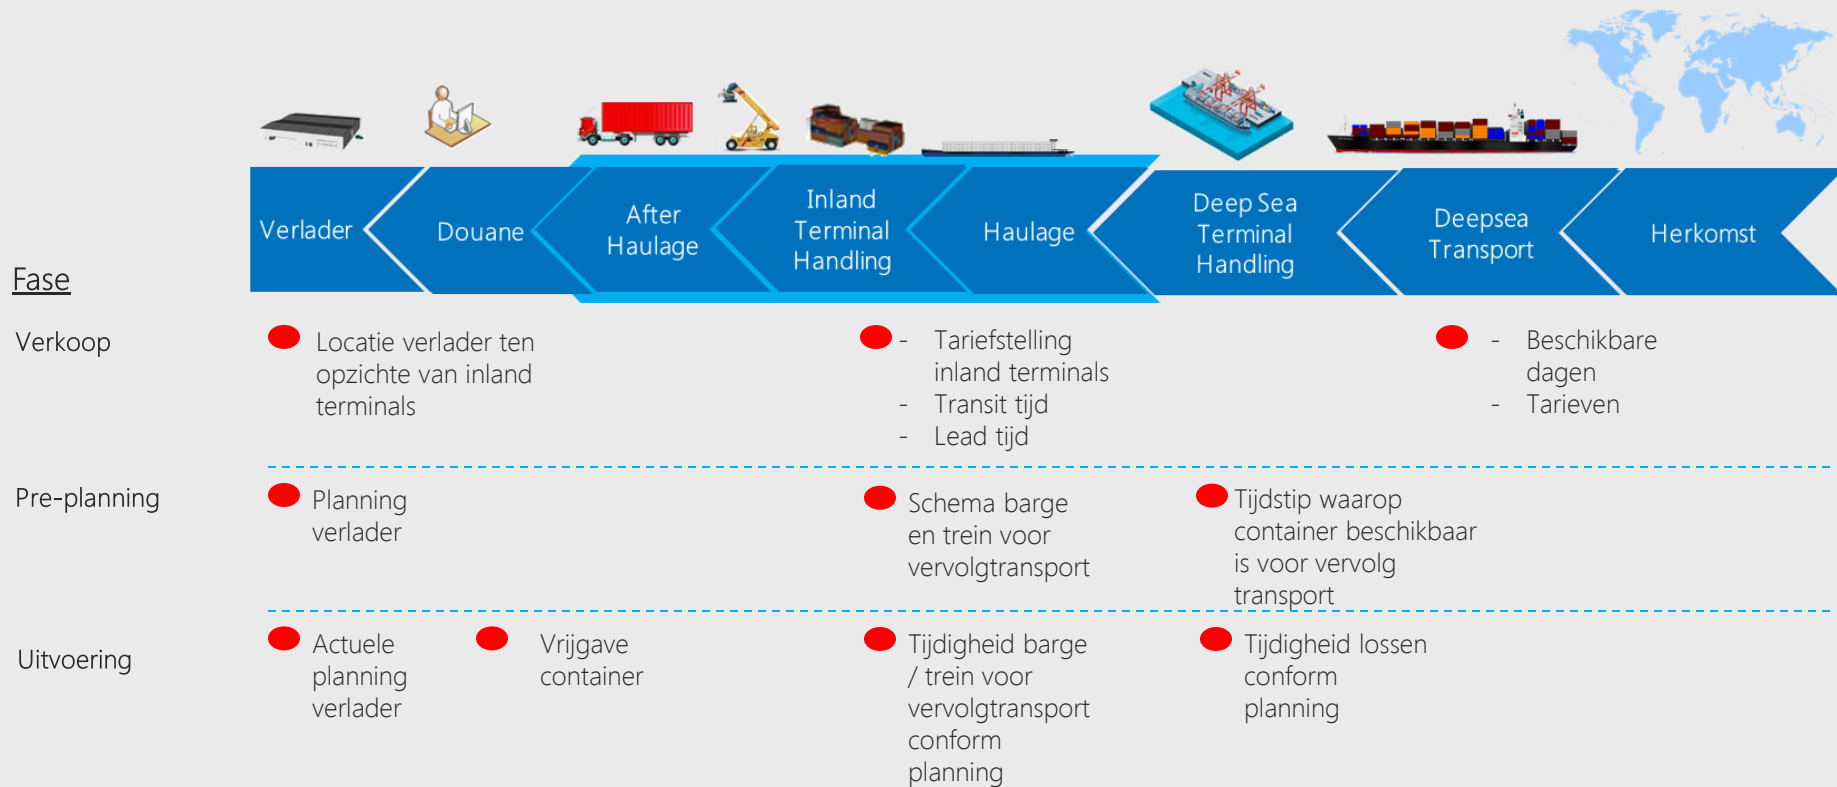 Verlader
Douane
After
Haulage
Inland
Terminal
Handling
Haulage
Deep Sea
Terminal
Handling
Deepsea
Transport
Herkomst
Fase
Verkoop
Locatie verlader ten
opzichte van inland
terminals
- Tariefstelling
inland terminals
- Transit tijd
- Lead tijd
- Beschikbare
dagen
- Tarieven
Pre-planning
Planning
verlader
Schema barge
en trein voor
vervolgtransport
Tijdstip waarop
container beschikbaar
is voor vervolg
transport
Uitvoering
Actuele
planning
verlader
Vrijgave
container
Tijdigheid barge
/ trein voor
vervolgtransport
conform
planning
Tijdigheid lossen
conform
planning